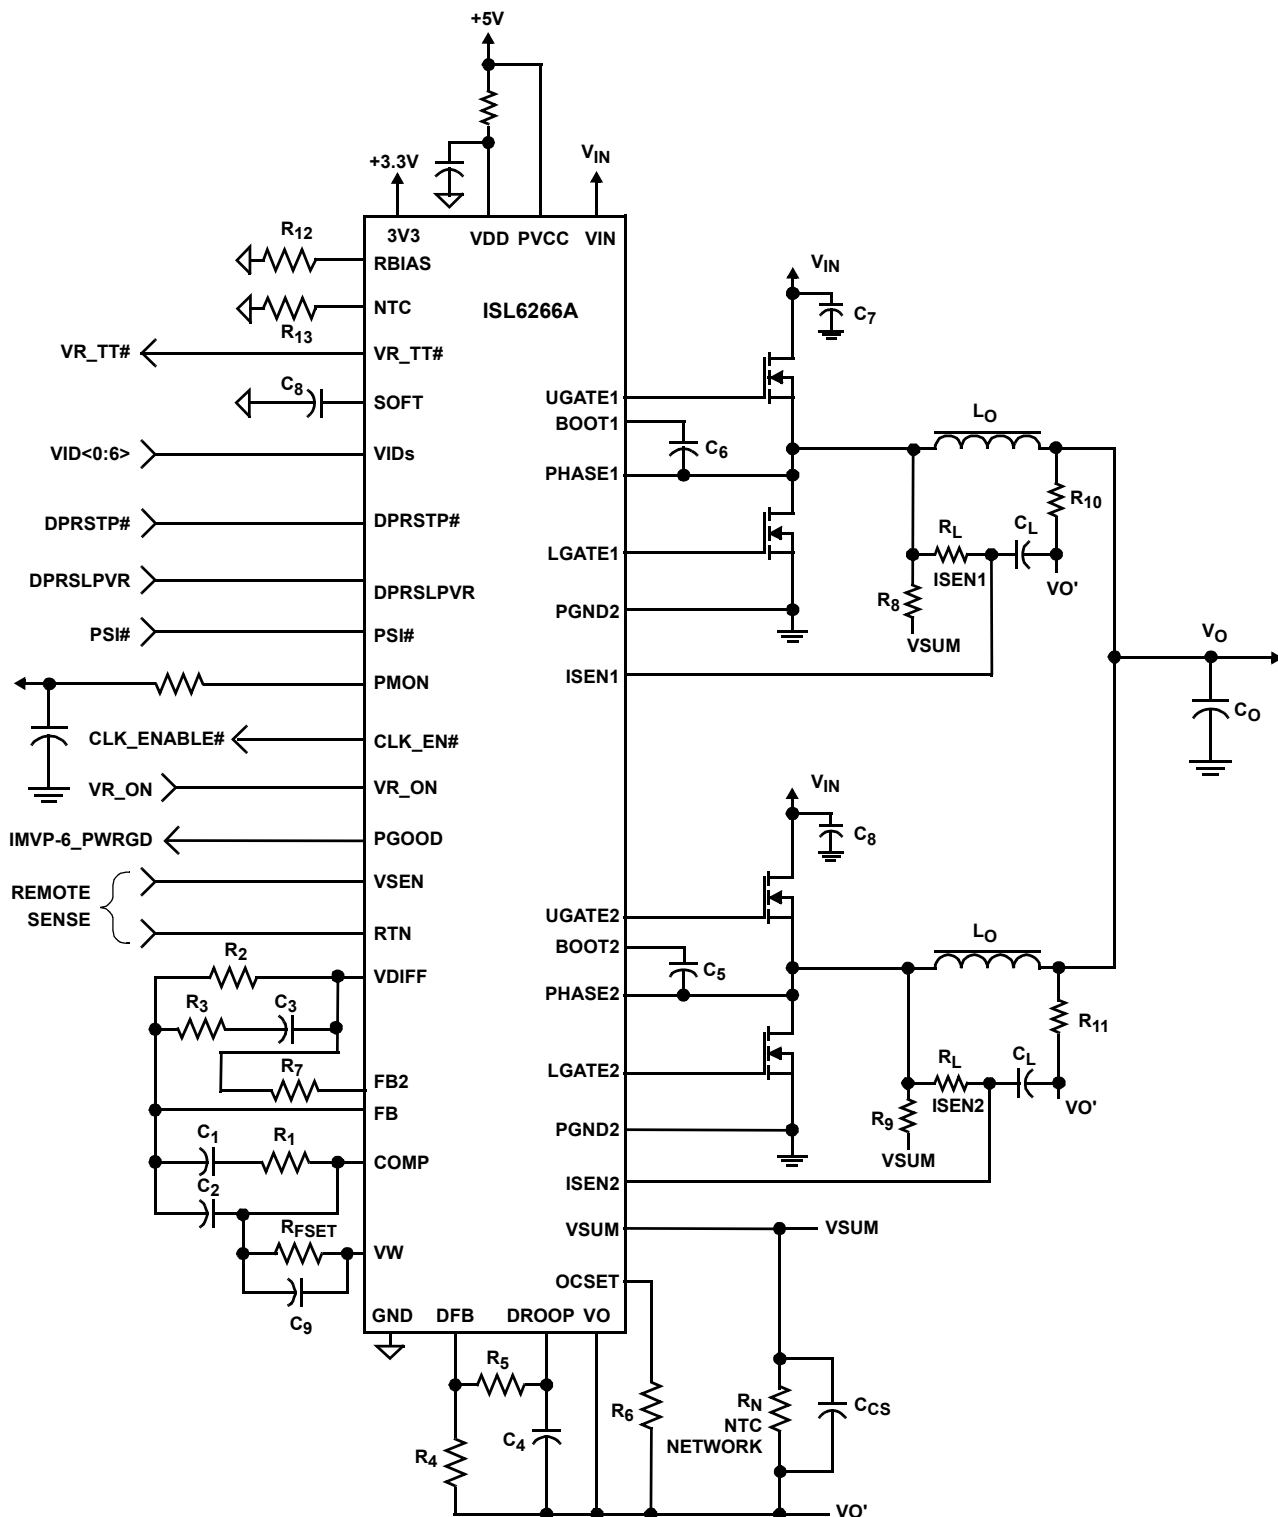 +5V
+3.3V
VIN
3V3
VDD
PVCC
VIN
R12
RBIAS
NTC
R13
ISL6266A
VR_TT#
VR_TT#
C8
SOFT
VID<0:6>
VIDs
DPRSTP#
DPRSTP#
DPRSLPVR
DPRSLPVR
PSI#
PSI#
PMON
CLK_ENABLE#
CLK_EN#
VR_ON
VR_ON
IMVP-6_PWRGD
PGOOD
REMOTE
SENSE
VSEN
RTN
R2
VDIFF
R3
C3
R7
FB2
FB
C1
R1
COMP
C2
RFSET
VW
C9
GND
DFB
DROOP
VO
R5
R4
C4
VIN
C7
UGATE1
BOOT1
C6
PHASE1
LGATE1
PGND2
ISEN1
LO
R10
RL
CL
ISEN1
VO'
R8
VSUM
VO
CO
VIN
C8
UGATE2
BOOT2
C5
PHASE2
LGATE2
PGND2
ISEN2
LO
R11
RL
CL
ISEN2
VO'
R9
VSUM
VSUM
VSUM
OCSET
R6
RN
NTC
NETWORK
CCS
VO'